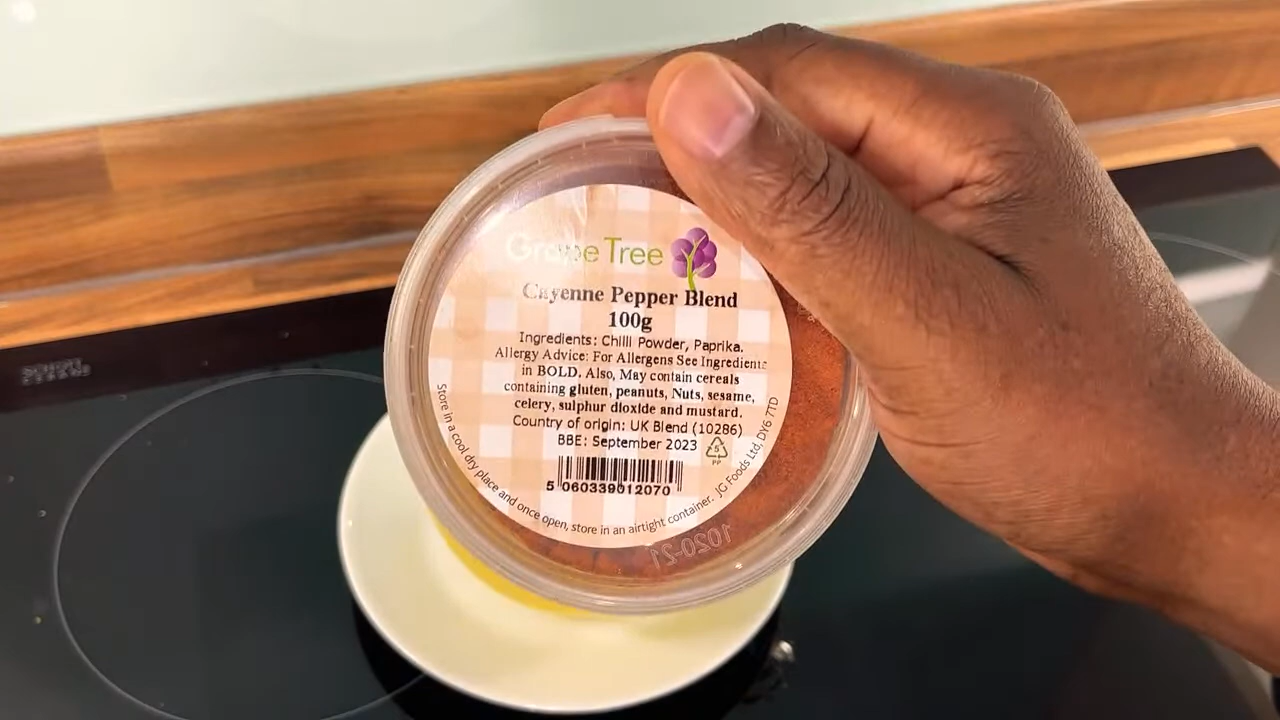 Grape Tree
Cayenne Pepper Blend
100g
Ingredients: Chilli Powder, Paprika.
Allergy Advice: For Allergens See Ingredients
in BOLD. Also, May contain cereals
containing gluten, peanuts, Nuts, sesame,
celery, sulphur dioxide and mustard.
Country of origin: UK Blend (10286)
BBE: September 2023
5
PP
5 060339 012070
Store in a cool dry place and once open, store in an airtight container. JG Foods Ltd, DY6 7TD
1020-21